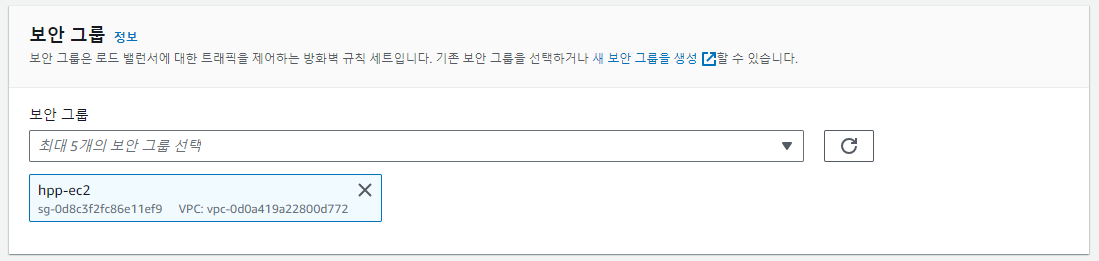 보안 그룹 정보
보안 그룹은 로드 밸런서에 대한 트래픽을 제어하는 방화벽 규칙 세트입니다. 기존 보안 그룹을 선택하거나 새 보안 그룹을 생성 할 수 있습니다.
보안 그룹
최대 5개의 보안 그룹 선택
hpp-ec2
sg-0d8c3f2fc86e11ef9 VPC: vpc-0d0a419a22800d772